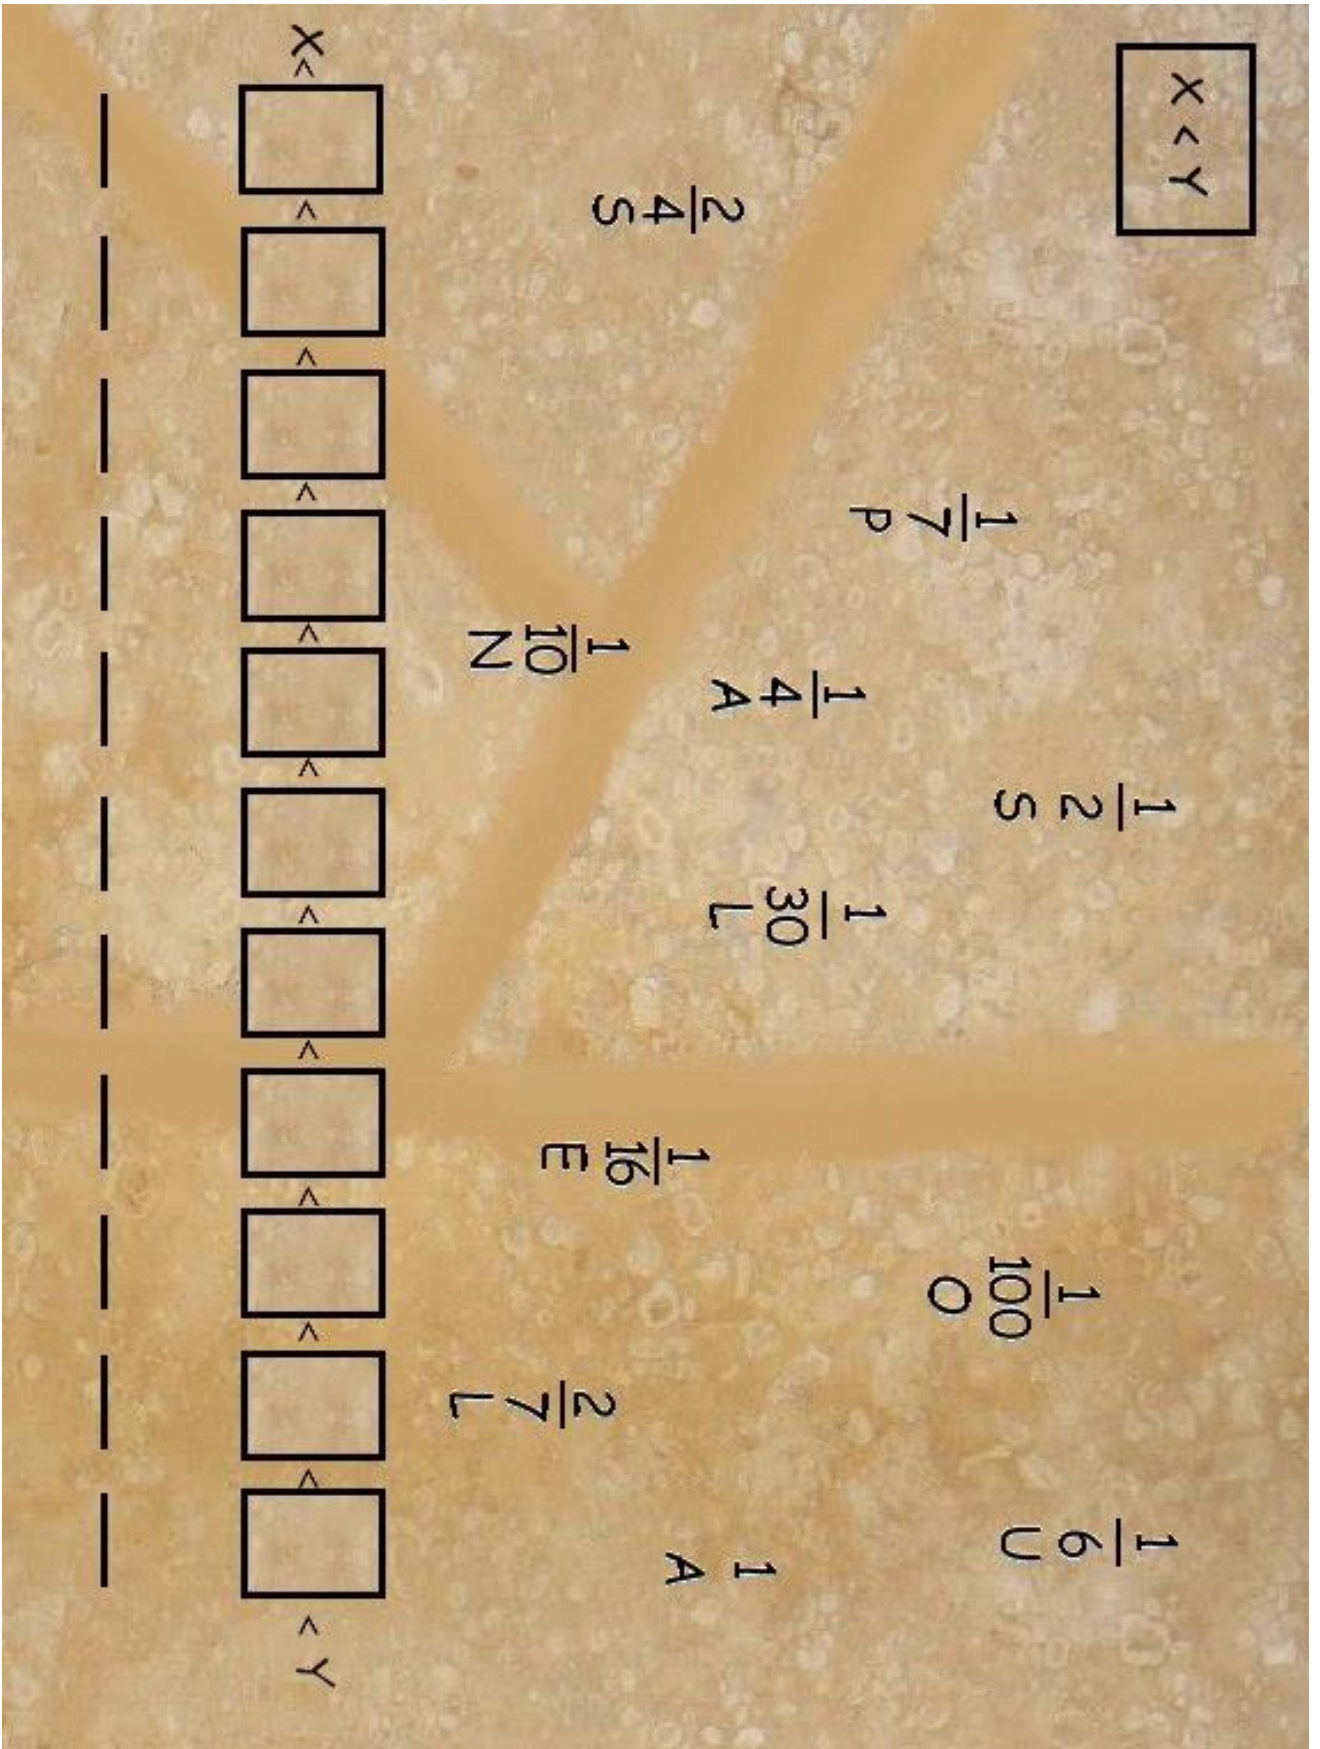 X < Y
1/2
S
1/6
U
1/100
O
1/7
P
1/30
L
1/4
A
1
A
2/4
S
1/16
E
1/10
N
2/7
L
X < < < < < < < < < < < < Y